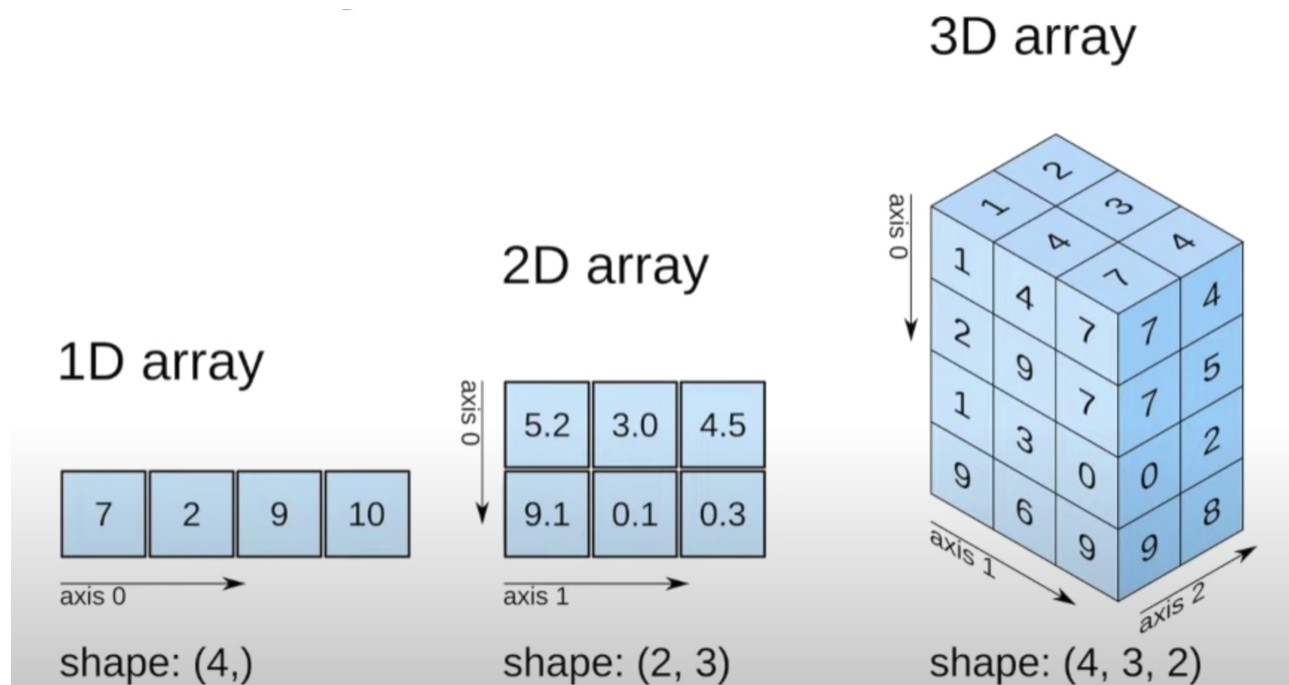 1D array
7 2 9 10
axis 0
shape: (4,)
2D array
axis 0
5.2 3.0 4.5
9.1 0.1 0.3
axis 1
shape: (2, 3)
3D array
axis 0
2
1 3
4 4
7
1 4 7 7 4
2 9 7 7 5
1 3 0 0 2
9 6 9 9 8
axis 1
axis 2
shape: (4, 3, 2)